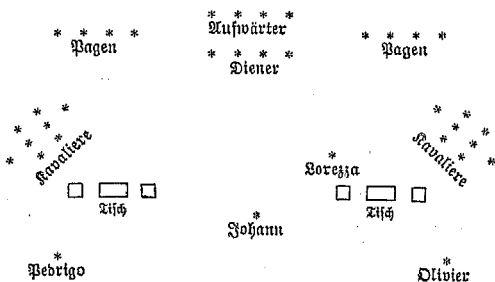 * * * *
Aufwärter
* * * * * * * * * * * *
Pagen Diener Pagen
Kavaliere Kavaliere
Lorezza
Tisch Tisch
Johann
Pedrigo Olivier